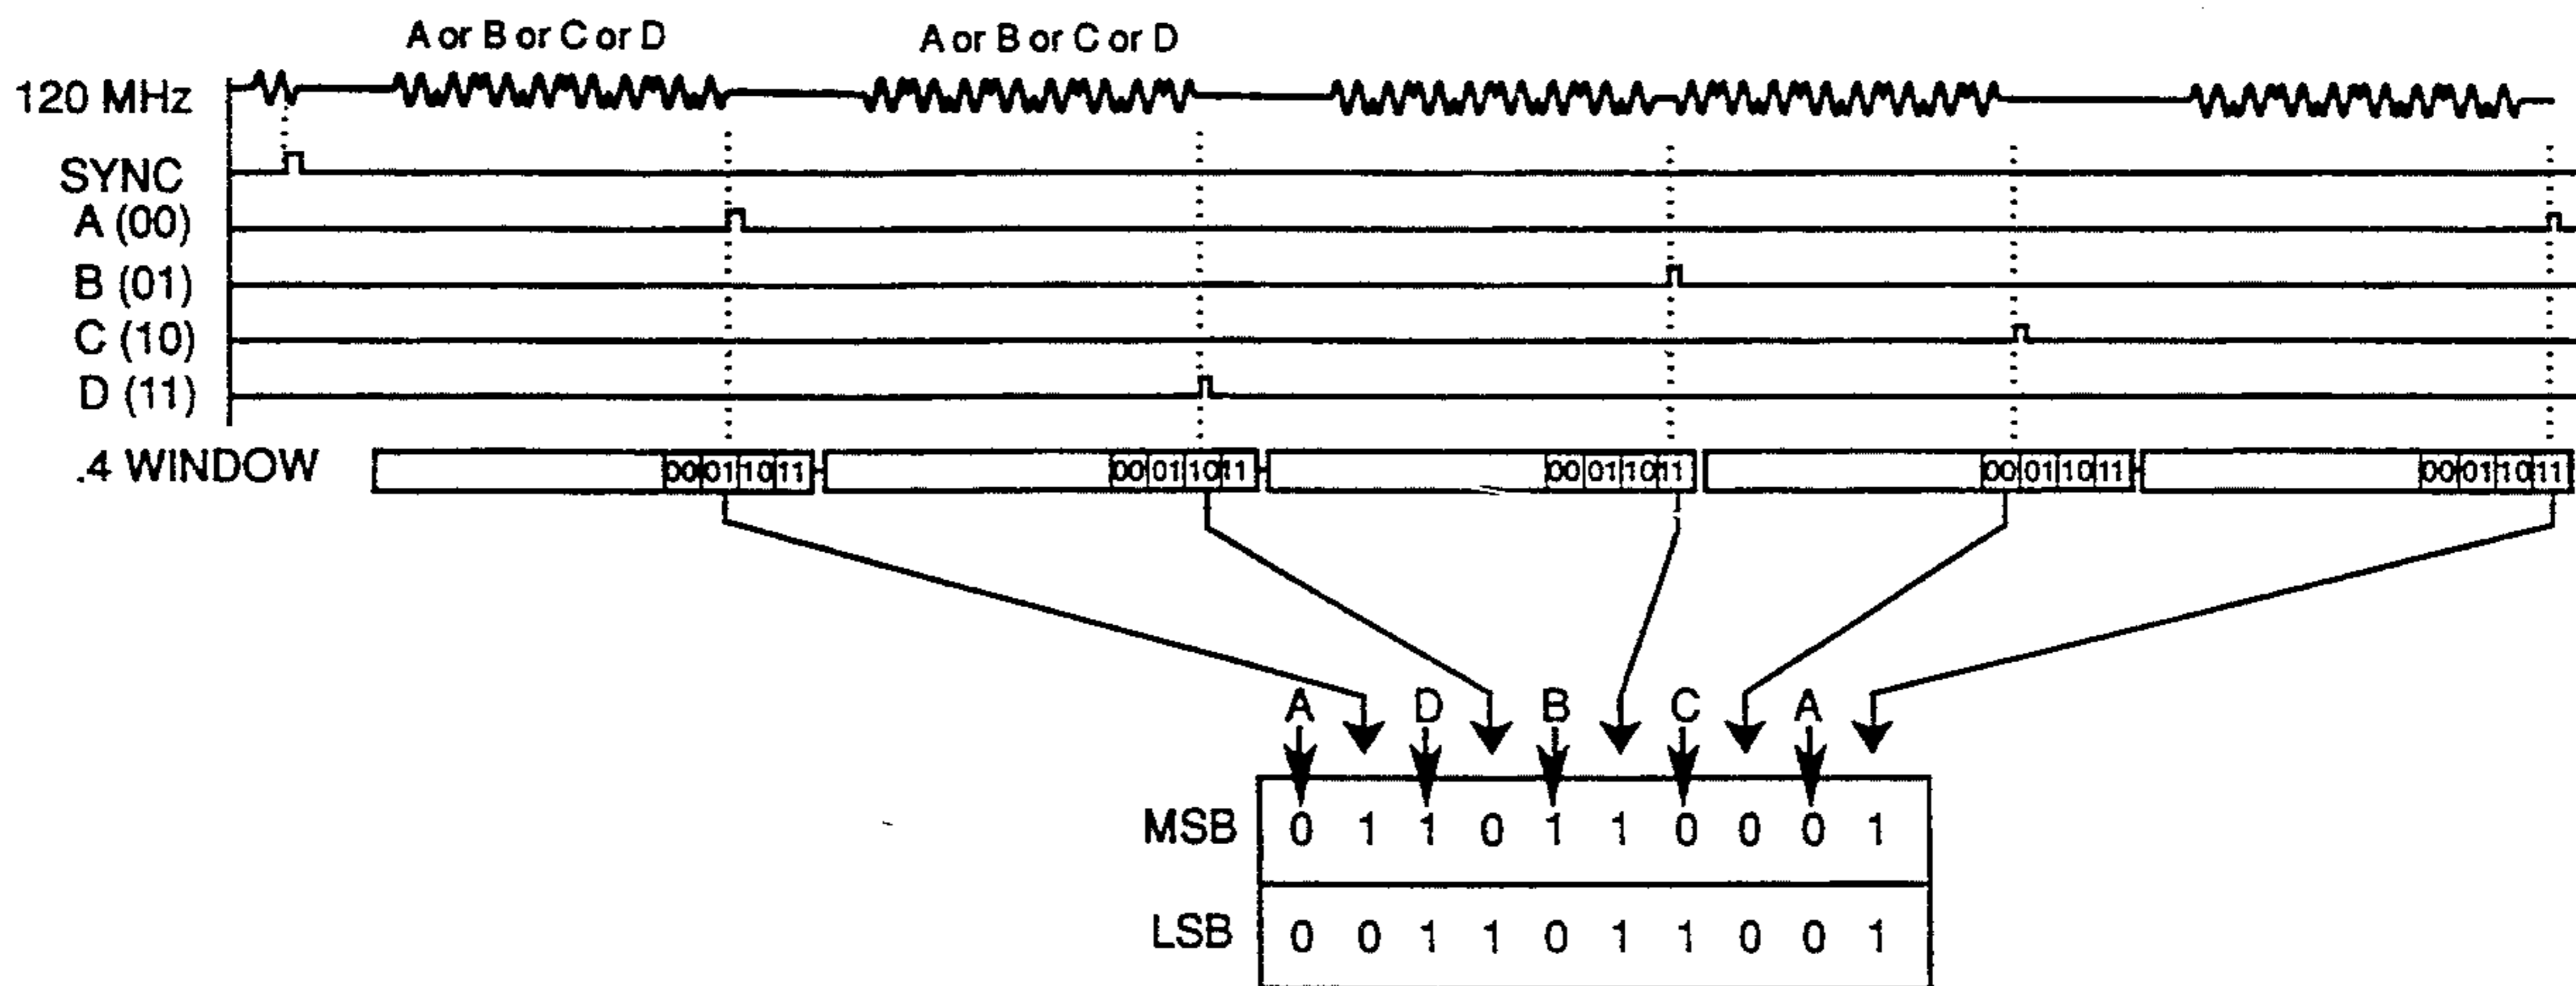 A or B or C or D A or B or C or D
120 MHz
SYNC
A (00)
B (01)
C (10)
D (11)
.4 WINDOW 00 01 10 11 00 01 10 11 00 01 10 11 00 01 10 11 00 01 10 11
A D B C A
MSB 0 1 1 0 1 1 0 0 0 1
LSB 0 0 1 1 0 1 1 0 0 1